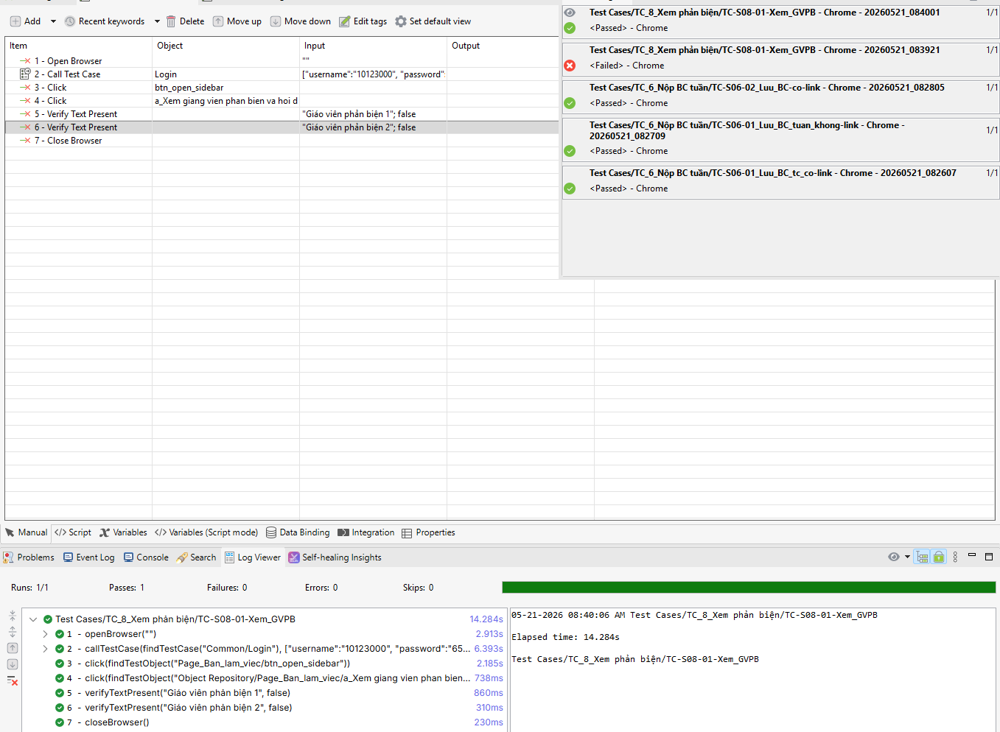 Add Recent keywords Delete Move up Move down Edit tags Set default view
Item Object Input Output
1 - Open Browser ""
2 - Call Test Case Login ["username":"10123000", "password":
3 - Click btn_open_sidebar
4 - Click a_Xem giang vien phan bien va hoi d
5 - Verify Text Present "Giáo viên phản biện 1"; false
6 - Verify Text Present "Giáo viên phản biện 2"; false
7 - Close Browser
Test Cases/TC_8_Xem phản biện/TC-S08-01-Xem_GVPB - Chrome - 20260521_084001 1/1
<Passed> - Chrome
Test Cases/TC_8_Xem phản biện/TC-S08-01-Xem_GVPB - Chrome - 20260521_083921 1/1
<Failed> - Chrome
Test Cases/TC_6_Nộp BC tuần/TC-S06-02_Luu_BC-co-link - Chrome - 20260521_082805 1/1
<Passed> - Chrome
Test Cases/TC_6_Nộp BC tuần/TC-S06-01_Luu_BC_tuan_khong-link - Chrome -
20260521_082709 1/1
<Passed> - Chrome
Test Cases/TC_6_Nộp BC tuần/TC-S06-01_Luu_BC_tc_co-link - Chrome - 20260521_082607 1/1
<Passed> - Chrome
Manual </> Script Variables </> Variables (Script mode) Data Binding Integration Properties
Problems Event Log Console Search Log Viewer Self-healing Insights
Runs: 1/1 Passes: 1 Failures: 0 Errors: 0 Skips: 0
Test Cases/TC_8_Xem phản biện/TC-S08-01-Xem_GVPB 14.284s
1 - openBrowser("") 2.913s
2 - callTestCase(findTestCase("Common/Login"), ["username":"10123000", "password":"65... 6.393s
3 - click(findTestObject("Page_Ban_lam_viec/btn_open_sidebar")) 2.185s
4 - click(findTestObject("Object Repository/Page_Ban_lam_viec/a_Xem giang vien phan bien... 738ms
5 - verifyTextPresent("Giáo viên phản biện 1", false) 860ms
6 - verifyTextPresent("Giáo viên phản biện 2", false) 310ms
7 - closeBrowser() 230ms
05-21-2026 08:40:06 AM Test Cases/TC_8_Xem phản biện/TC-S08-01-Xem_GVPB
Elapsed time: 14.284s
Test Cases/TC_8_Xem phản biện/TC-S08-01-Xem_GVPB